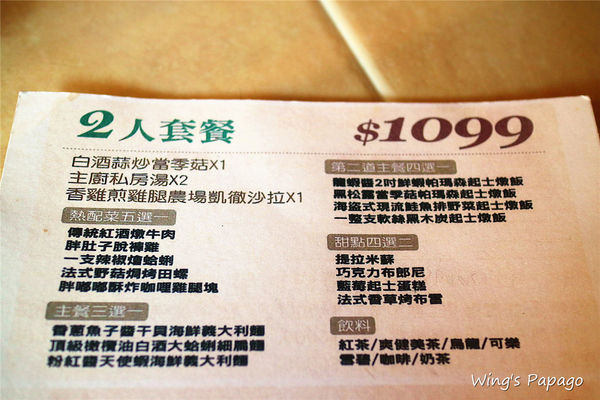 2人套餐
$1099
白酒蒜炒當季菇X1
主廚私房湯X2
香雞煎雞腿農場凱徹沙拉X1
熱配菜五選一
傳統紅酒燉牛肉
胖肚子脫褲雞
一支辣椒燴蛤蜊
法式野菇焗烤田螺
胖嘟嘟酥炸咖哩雞腿塊
主餐三選一
香蔥魚子醬干貝海鮮義大利麵
頂級橄欖油白酒大蛤蜊細扁麵
粉紅醬天使蝦海鮮義大利麵
第二道主餐四選一
龍蝦醬2吋鮮蝦帕瑪森起士燉飯
黑松露當季菇帕瑪森起士燉飯
海盜式現流鮭魚排野菜起士燉飯
一整支軟絲黑木炭起士燉飯
甜點四選二
提拉米蘇
巧克力布郎尼
藍莓起士蛋糕
法式香草烤布雷
飲料
紅茶/爽健美茶/烏龍/可樂
雪碧/咖啡/奶茶
Wing's Papago